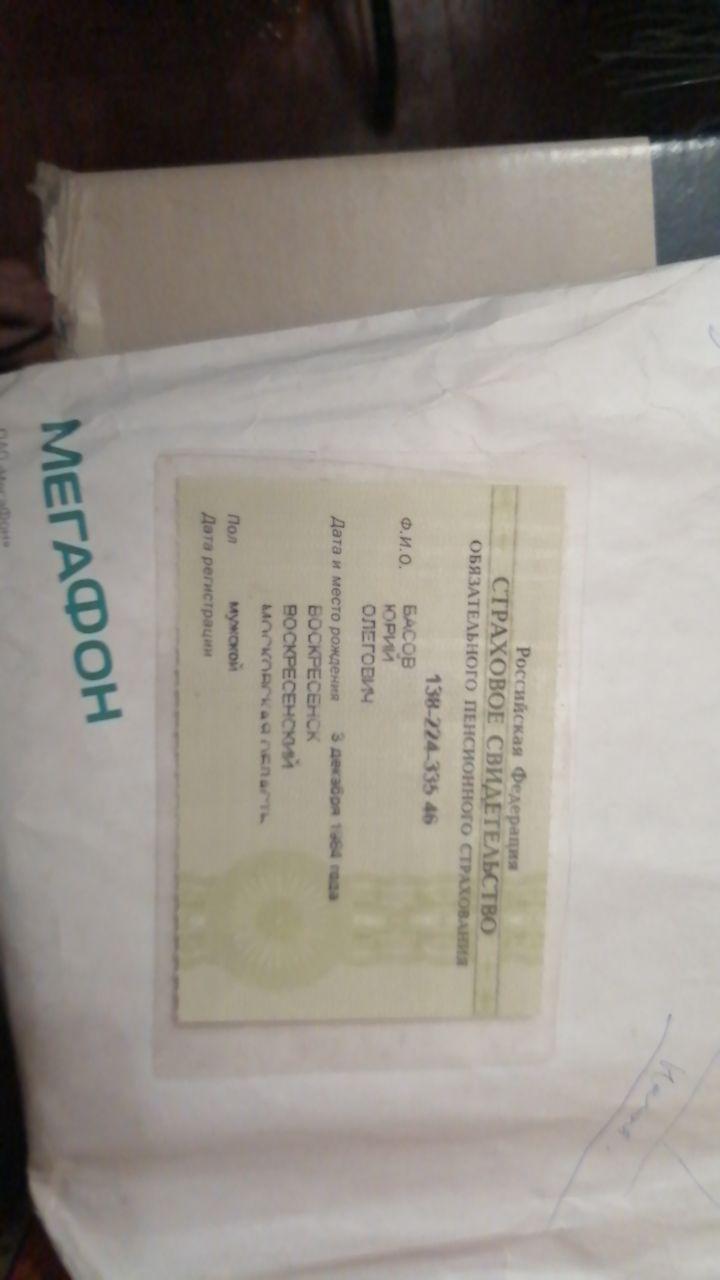 Российская Федерация
СТРАХОВОЕ СВИДЕТЕЛЬСТВО
ОБЯЗАТЕЛЬНОГО ПЕНСИОННОГО СТРАХОВАНИЯ
138-224-335 46
Ф.И.О. БАСОВ
ЮРИЙ
ОЛЕГОВИЧ
Дата и место рождения 3 декабря 1984 года
ВОСКРЕСЕНСК
ВОСКРЕСЕНСКИЙ
МОСКОВСКАЯ ОБЛАСТЬ
Пол мужской
Дата регистрации
МЕГАФОН
ПАО «МегаФон»